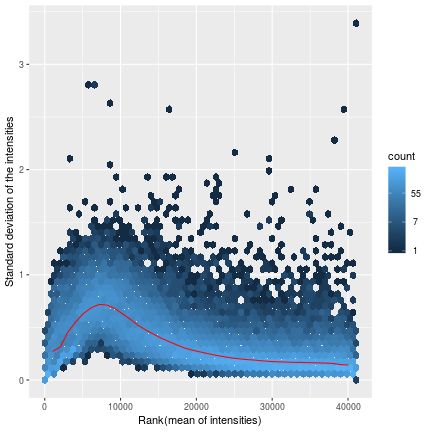 Standard deviation of the intensities
3
2
1
0
0 10000 20000 30000 40000
Rank(mean of intensities)
count
55
7
1